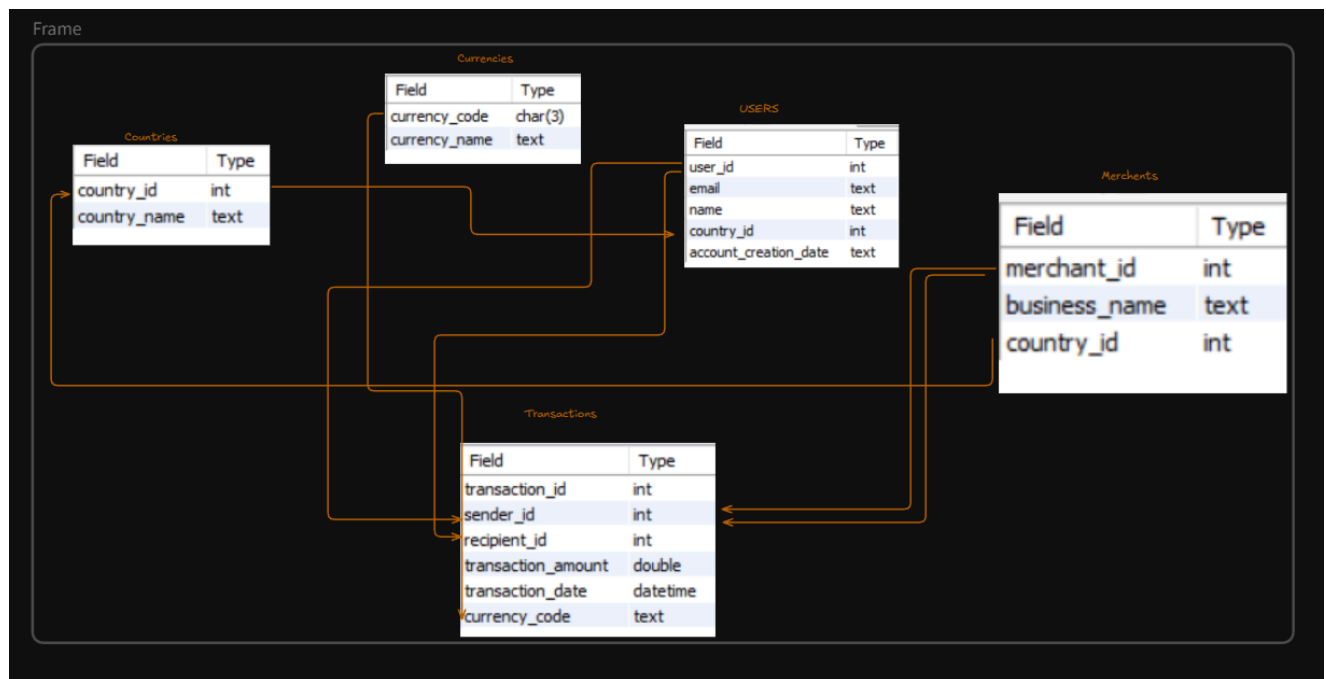 Frame
Currencies
Field Type
currency_code char(3)
currency_name text
USERS
Field Type
user_id int
email text
name text
country_id int
account_creation_date text
Countries
Field Type
country_id int
country_name text
Merchents
Field Type
merchant_id int
business_name text
country_id int
Transactions
Field Type
transaction_id int
sender_id int
recipient_id int
transaction_amount double
transaction_date datetime
currency_code text